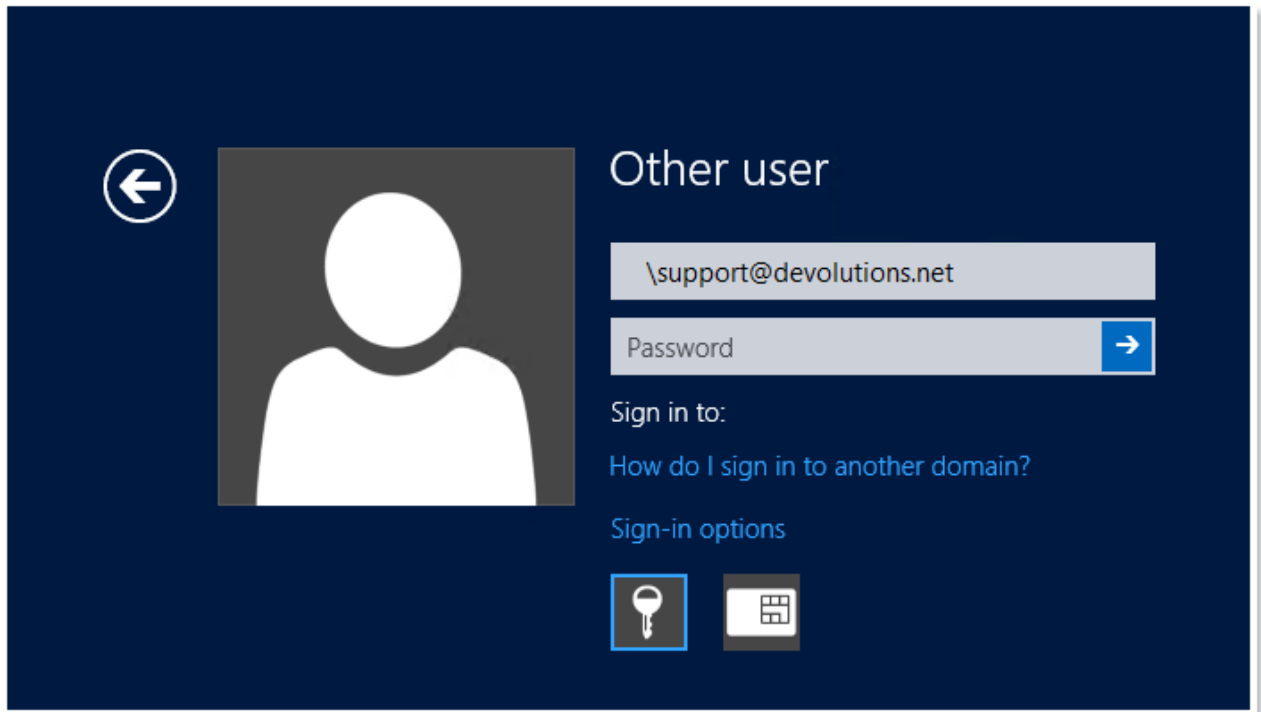 Other user
\support@devolutions.net
Password
Sign in to:
How do I sign in to another domain?
Sign-in options